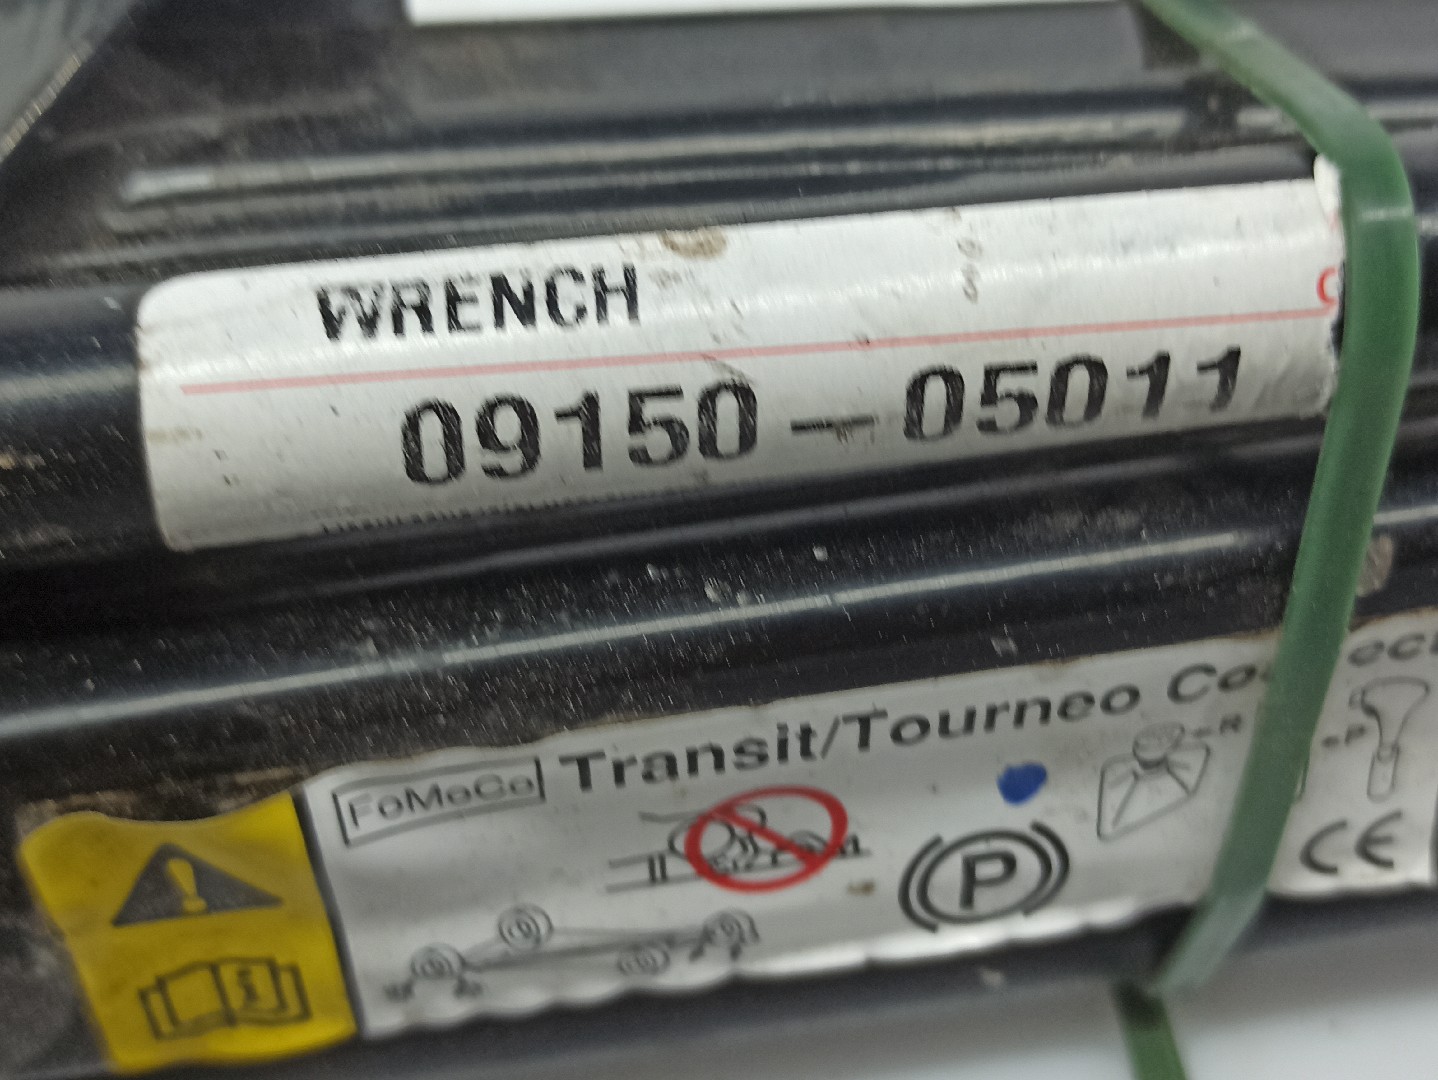 WRENCH
09150-05011
FoMoCo Transit/Tourneo
R
P
P
CE